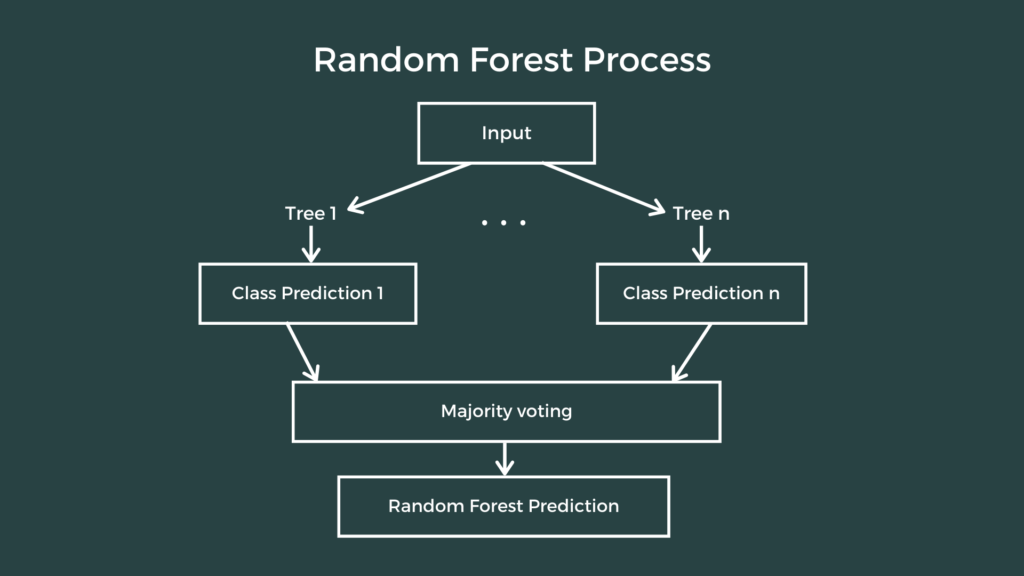 Random Forest Process
Input
Tree 1
. . .
Tree n
Class Prediction 1
Class Prediction n
Majority voting
Random Forest Prediction